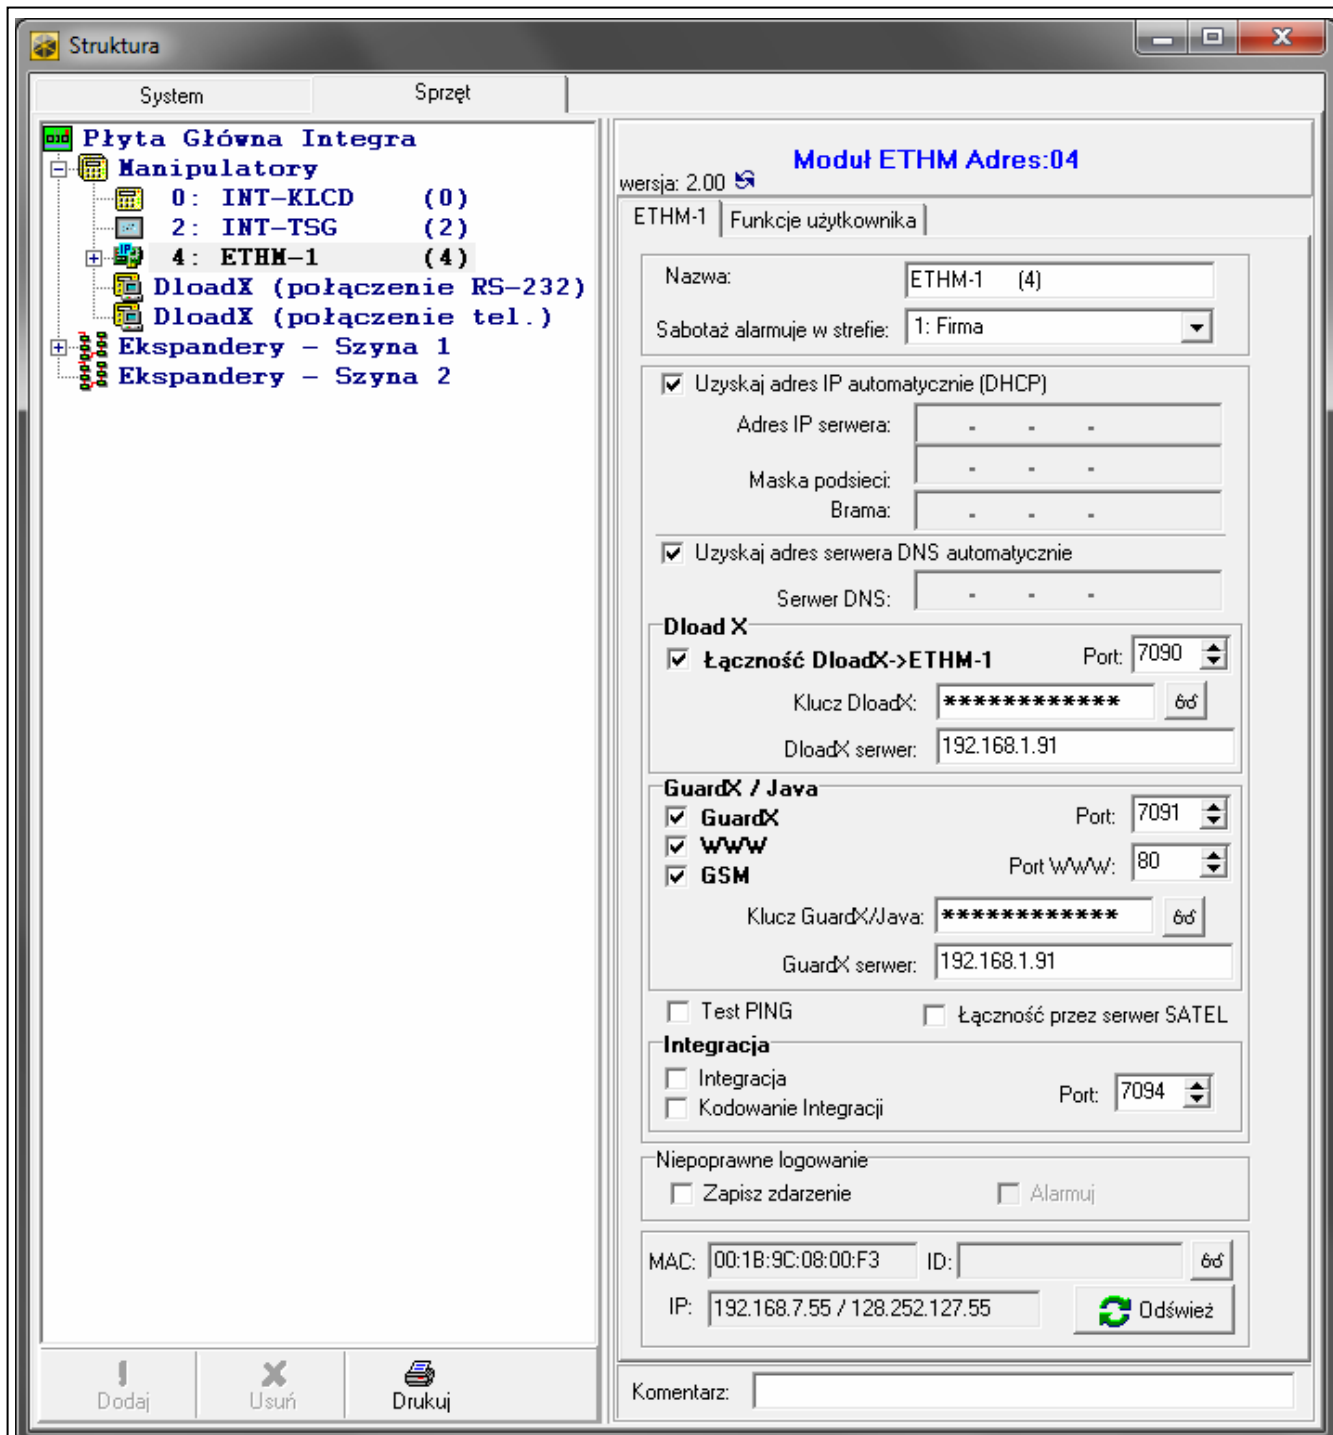 Struktura
System
Sprzęt
Płyta Główna Integra
Manipulatory
0: INT-KLCD (0)
2: INT-TSG (2)
4: ETHM-1 (4)
DloadX (połączenie RS-232)
DloadX (połączenie tel.)
Ekspandery - Szyna 1
Ekspandery - Szyna 2
Dodaj
Usuń
Drukuj
Moduł ETHM Adres:04
wersja: 2.00
ETHM-1
Funkcje użytkownika
Nazwa: ETHM-1 (4)
Sabotaż alarmuje w strefie: 1: Firma
Uzyskaj adres IP automatycznie (DHCP)
Adres IP serwera: - - -
Maska podsieci: - - -
Brama: - - -
Uzyskaj adres serwera DNS automatycznie
Serwer DNS: - - -
Dload X
Łączność DloadX->ETHM-1 Port: 7090
Klucz DloadX: ************
DloadX serwer: 192.168.1.91
GuardX / Java
GuardX Port: 7091
WWW
Port WWW: 80
GSM
Klucz GuardX/Java: ************
GuardX serwer: 192.168.1.91
Test PING Łączność przez serwer SATEL
Integracja
Integracja
Port: 7094
Kodowanie Integracji
Niepoprawne logowanie
Zapisz zdarzenie Alarmuj
MAC: 00:1B:9C:08:00:F3 ID:
IP: 192.168.7.55 / 128.252.127.55 Odśwież
Komentarz: